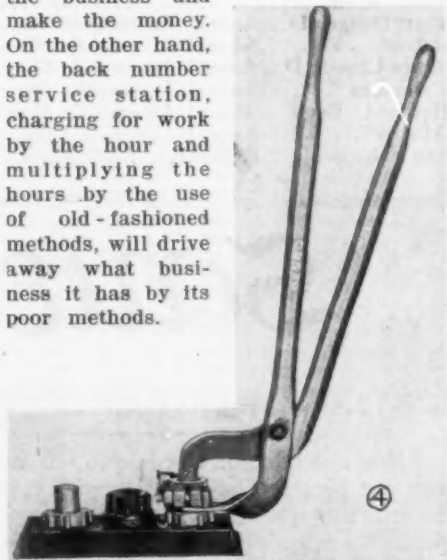 the business and
make the money.
On the other hand,
the back number
service station,
charging for work
by the hour and
multiplying the
hours by the use
of old-fashioned
methods, will drive
away what busi-
ness it has by its
poor methods.
④